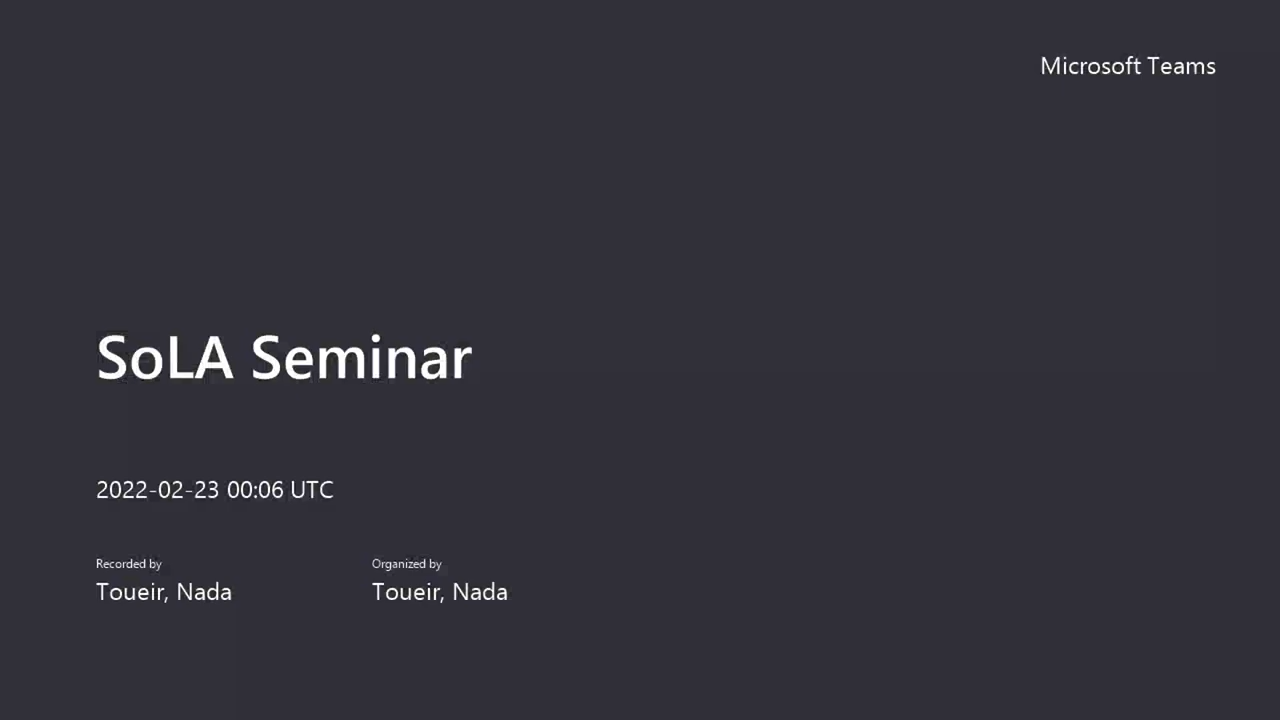 Microsoft Teams
SoLA Seminar
2022-02-23 00:06 UTC
Recorded by
Toueir, Nada
Organized by
Toueir, Nada